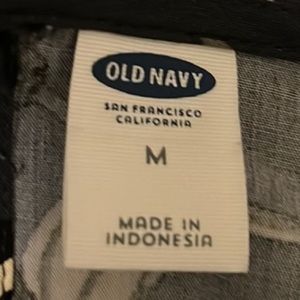 OLD NAVY
SAN FRANCISCO
CALIFORNIA
M
MADE IN
INDONESIA